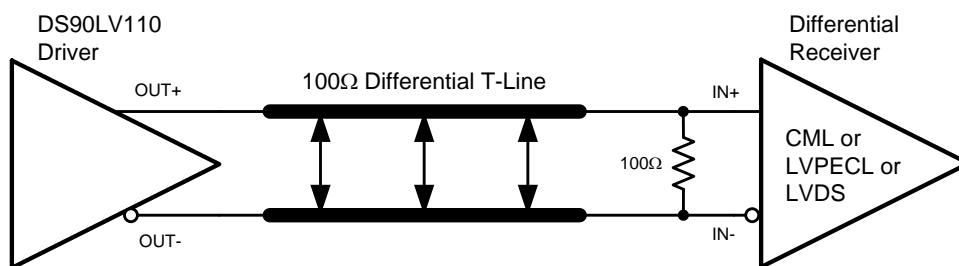 DS90LV110
Driver
Differential
Receiver
100Ω Differential T-Line
OUT+
IN+
100Ω
CML or
LVPECL or
LVDS
OUT-
IN-